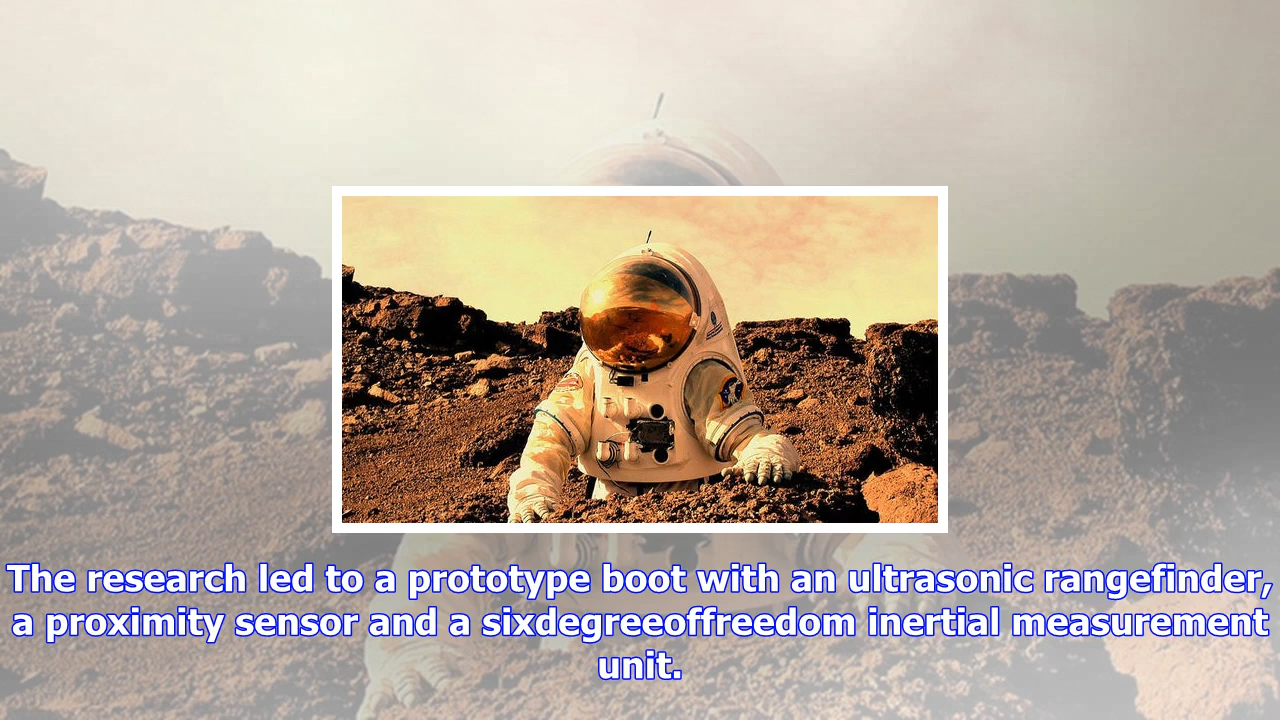 The research led to a prototype boot with an ultrasonic rangefinder,
a proximity sensor and a sixdegreeoffreedom inertial measurement
unit.